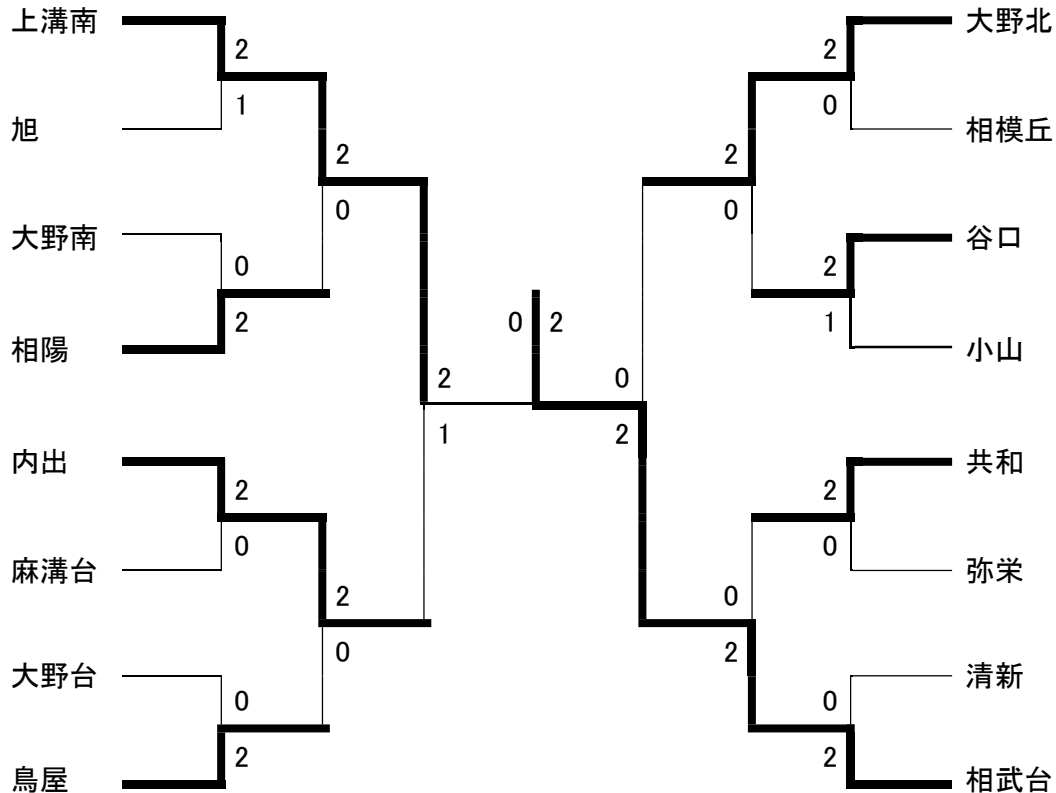 上溝南 大野北
2 2
1 0
旭 相模丘
2 2
0 0
大野南 谷口
0 2
2 1
相陽 0 2 小山
2 0
1 2
内出 共和
2 2
0 0
麻溝台 弥栄
2 0
0 2
大野台 清新
0 0
2 2
鳥屋 相武台